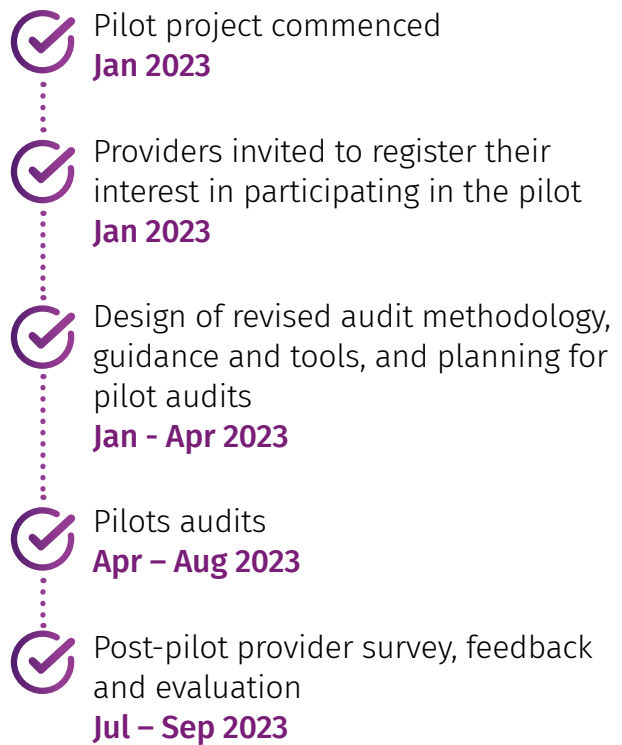 Pilot project commenced
Jan 2023
Providers invited to register their
interest in participating in the pilot
Jan 2023
Design of revised audit methodology,
guidance and tools, and planning for
pilot audits
Jan - Apr 2023
Pilots audits
Apr – Aug 2023
Post-pilot provider survey, feedback
and evaluation
Jul – Sep 2023